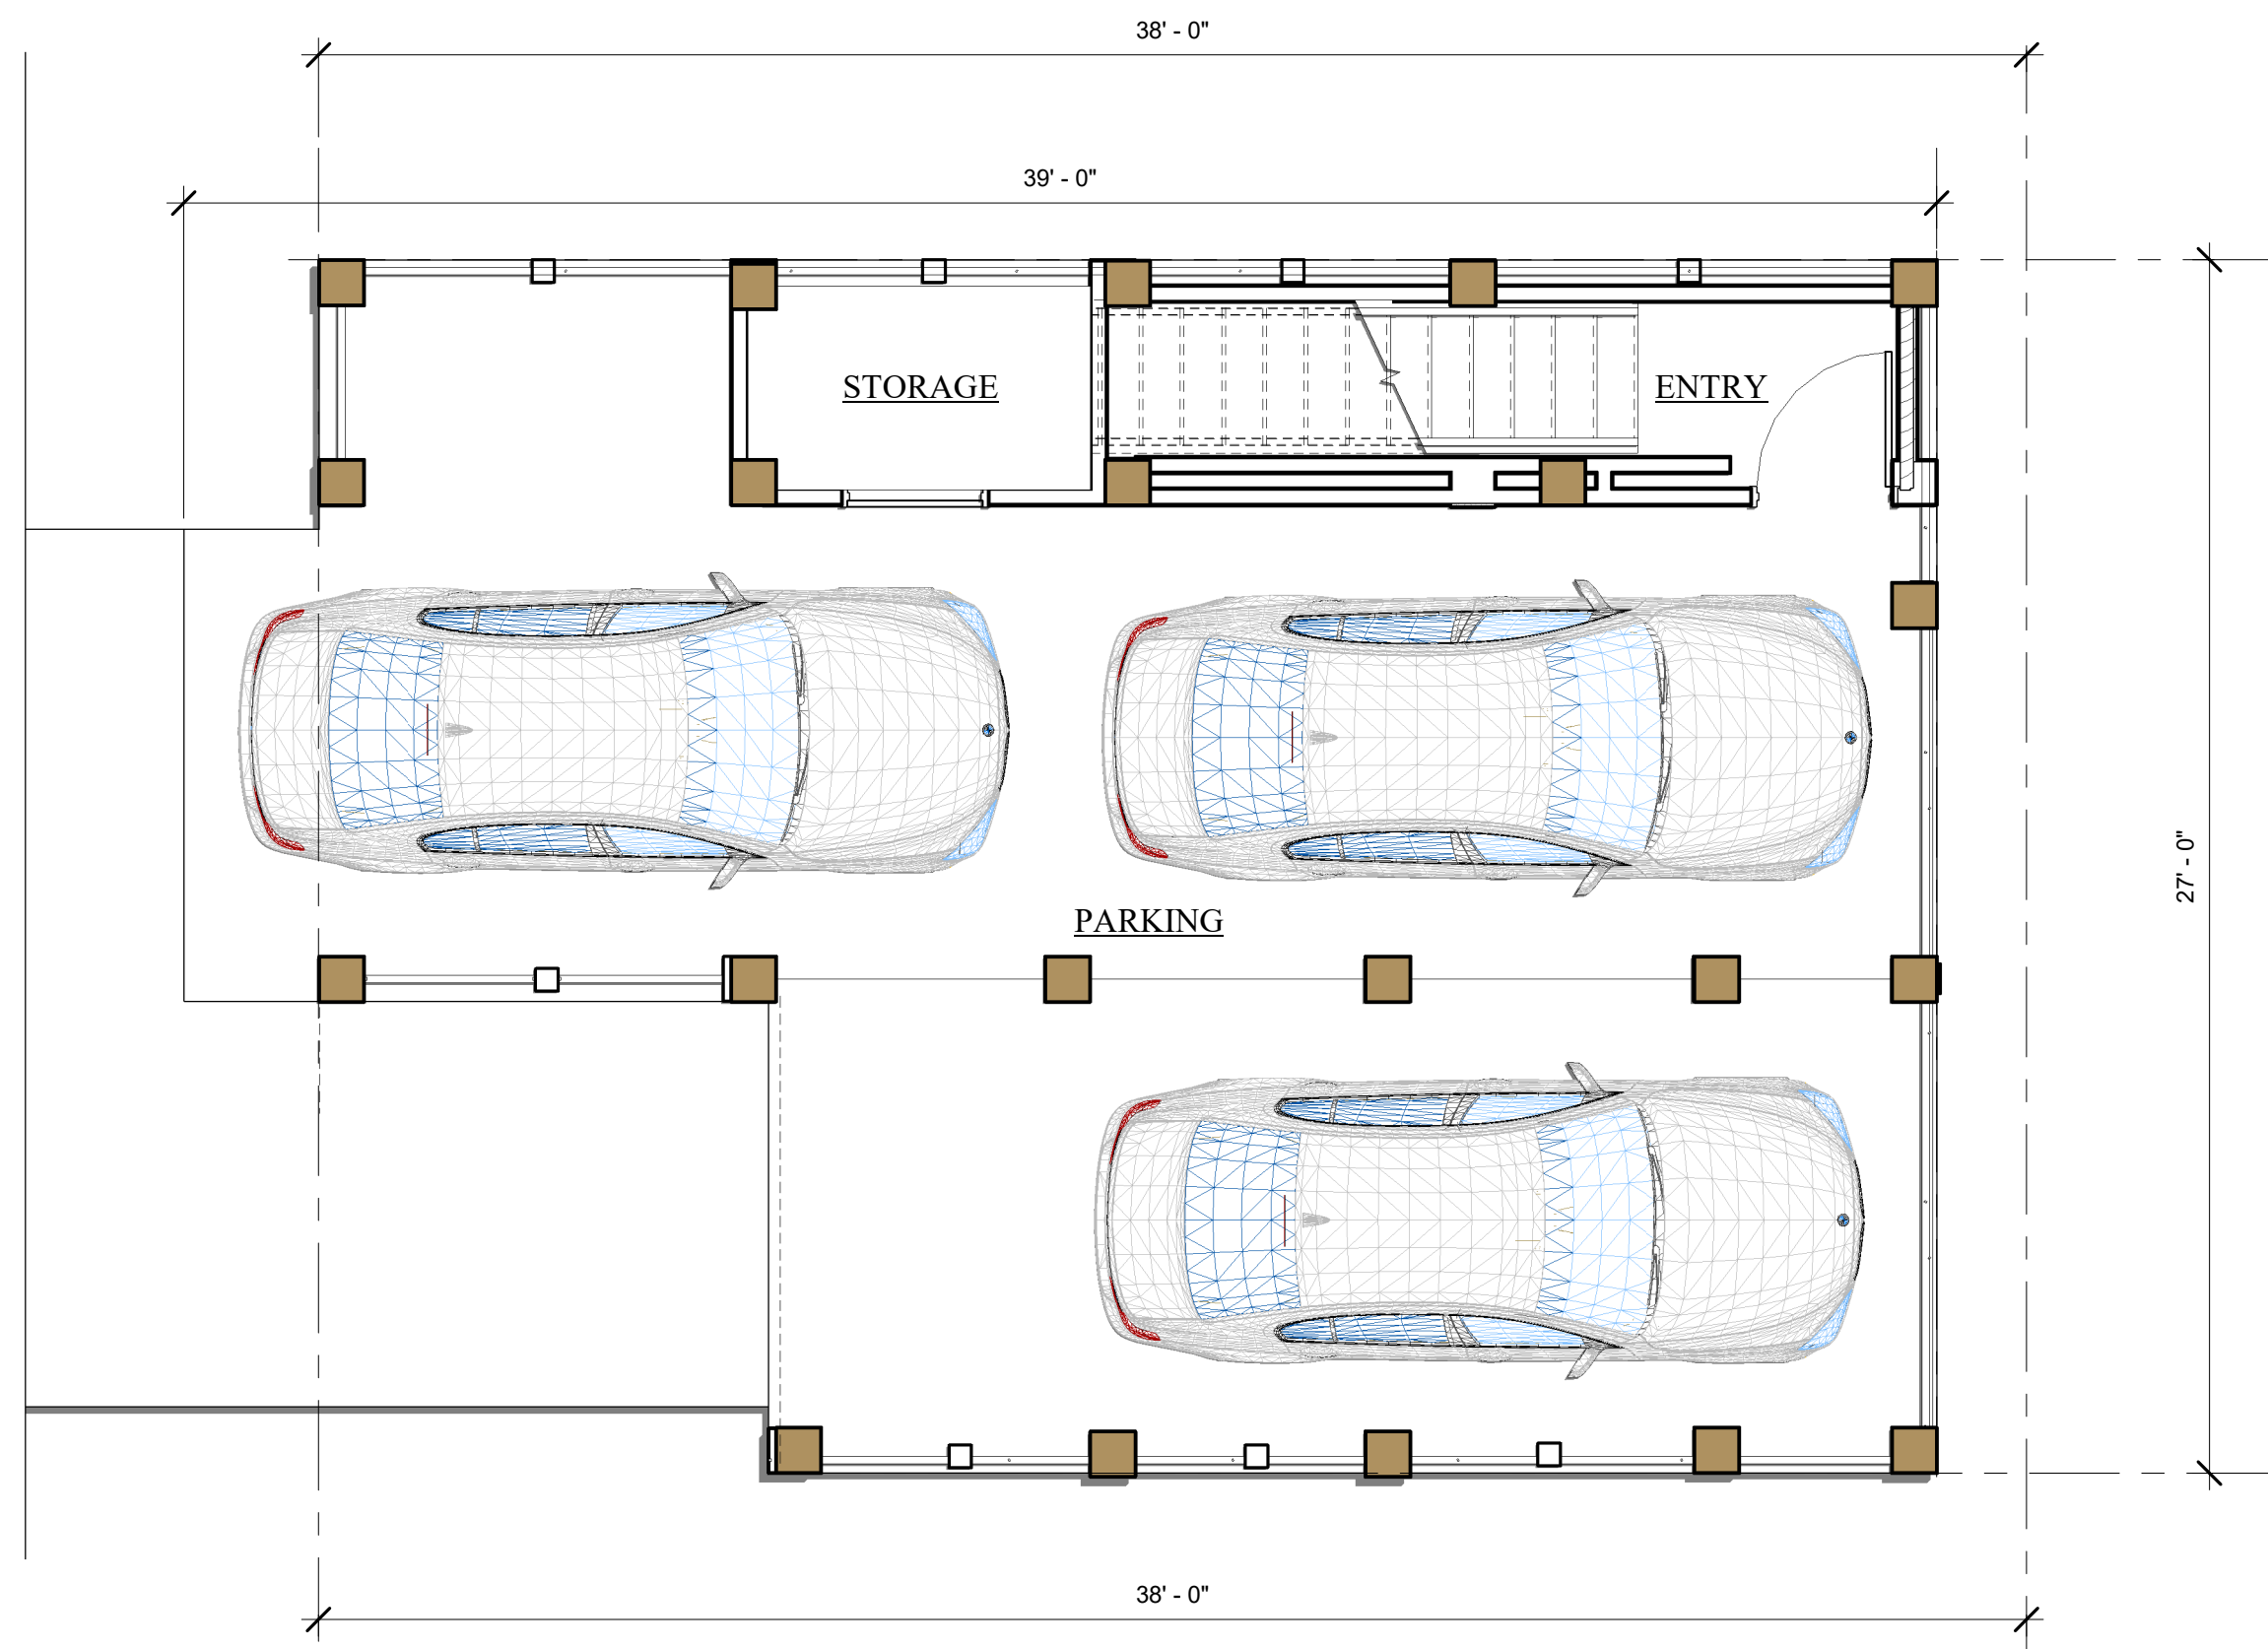 38' - 0"
39' - 0"
STORAGE
ENTRY
27' - 0"
PARKING
38' - 0"